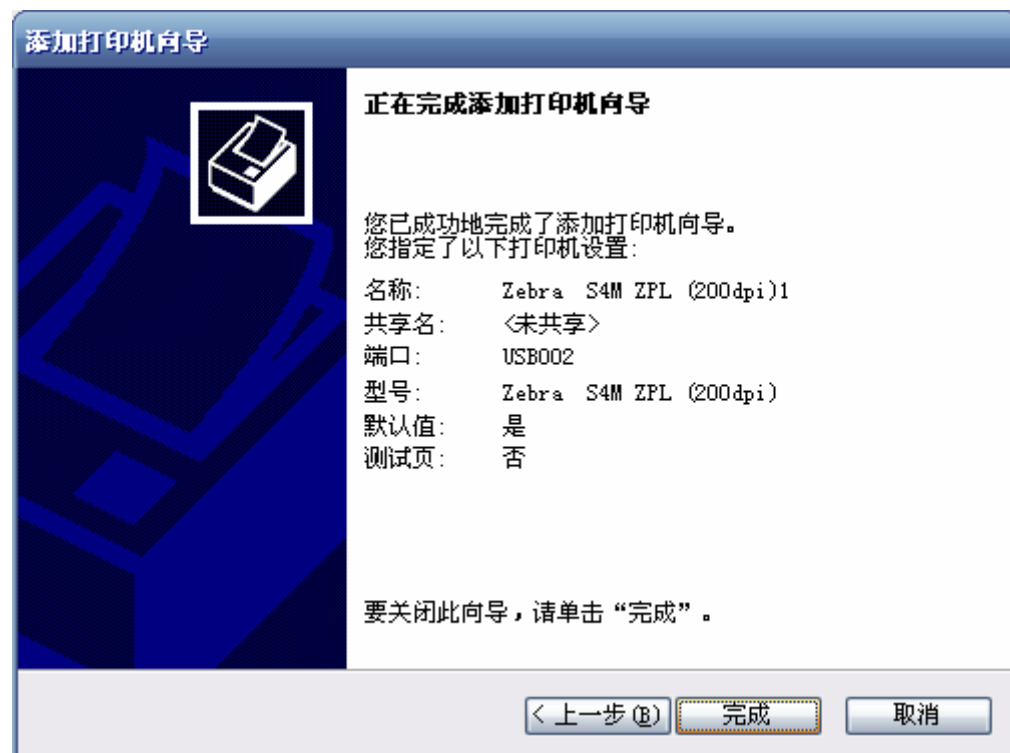 添加打印机向导
正在完成添加打印机向导
您已成功地完成了添加打印机向导。
您指定了以下打印机设置:
名称: Zebra S4M ZPL (200dpi)1
共享名: <未共享>
端口: USB002
型号: Zebra S4M ZPL (200dpi)
默认值: 是
测试页: 否
要关闭此向导，请单击“完成”。
< 上一步(B) 完成 取消